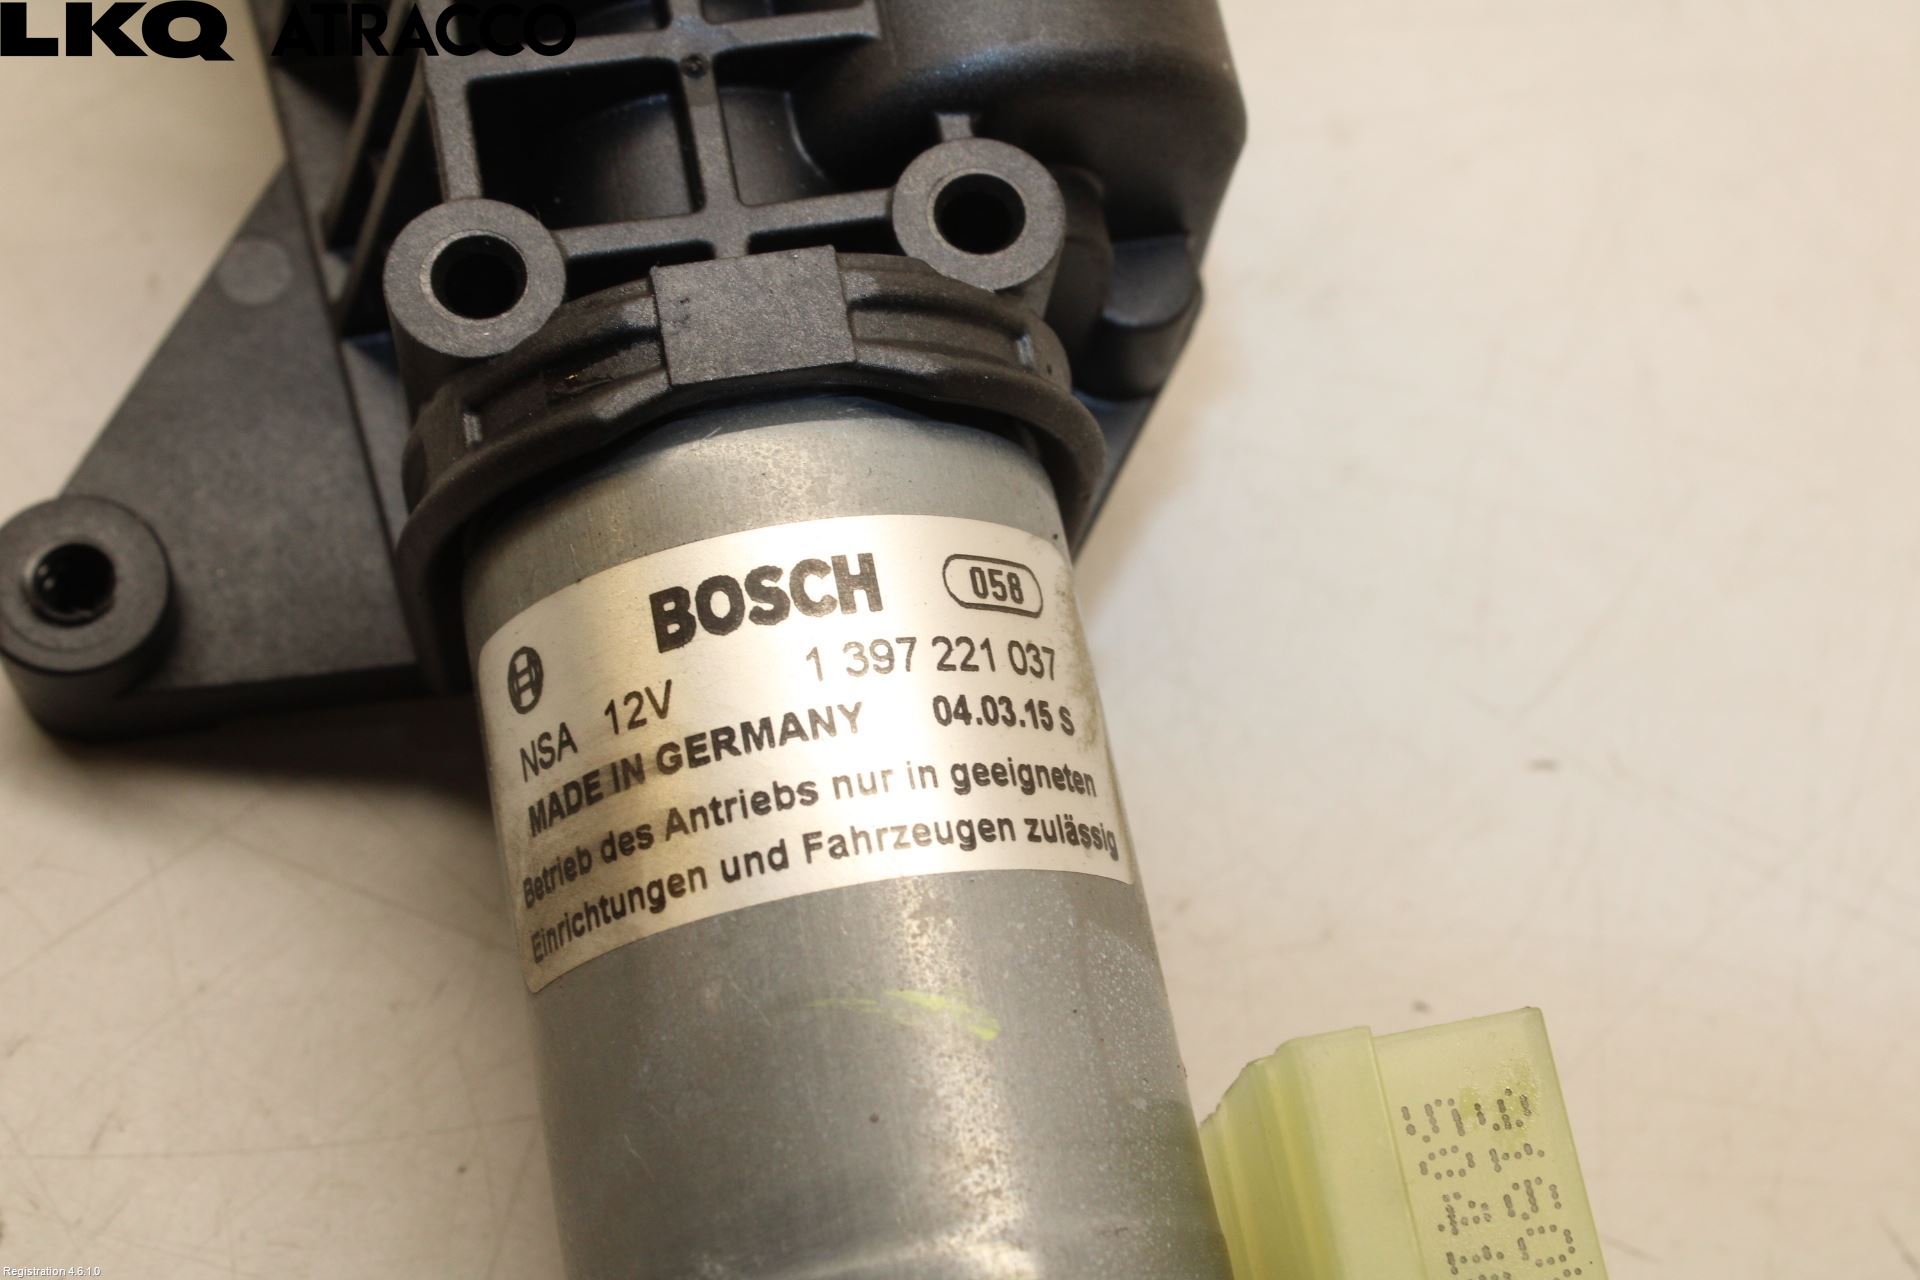 LKQ ATRACCO
BOSCH 058
1 397 221 037
NSA 12V
04.03.15 S
MADE IN GERMANY
Betrieb des Antriebs nur in geeigneten
Einrichtungen und Fahrzeugen zulässig
Registration 4.6.1.0